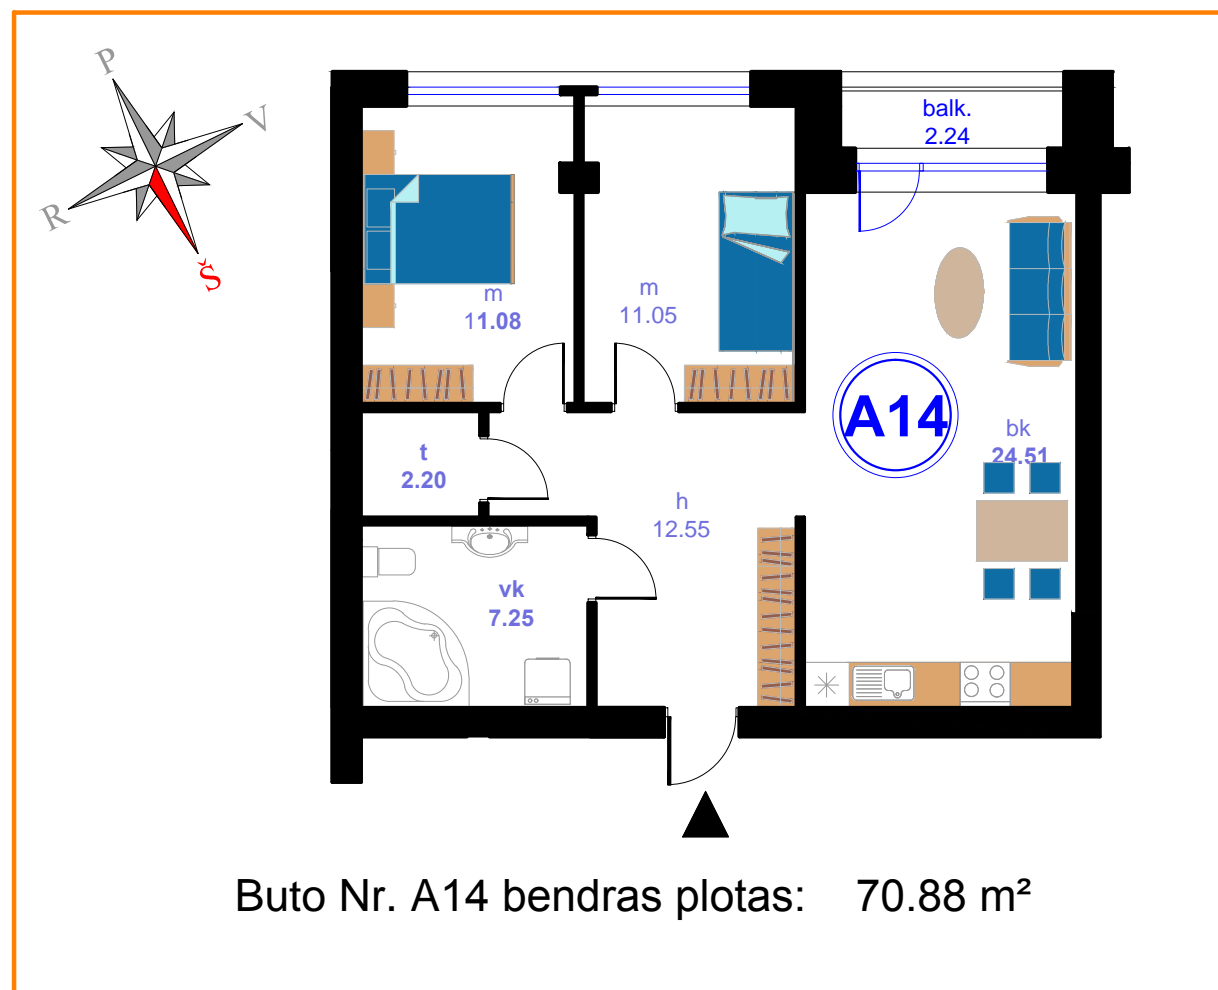 P
V
R
Š
balk.
2.24
m
11.08
m
11.05
A14
bk
24.51
t
2.20
h
12.55
vk
7.25
Buto Nr. A14 bendras plotas: 70.88 m²